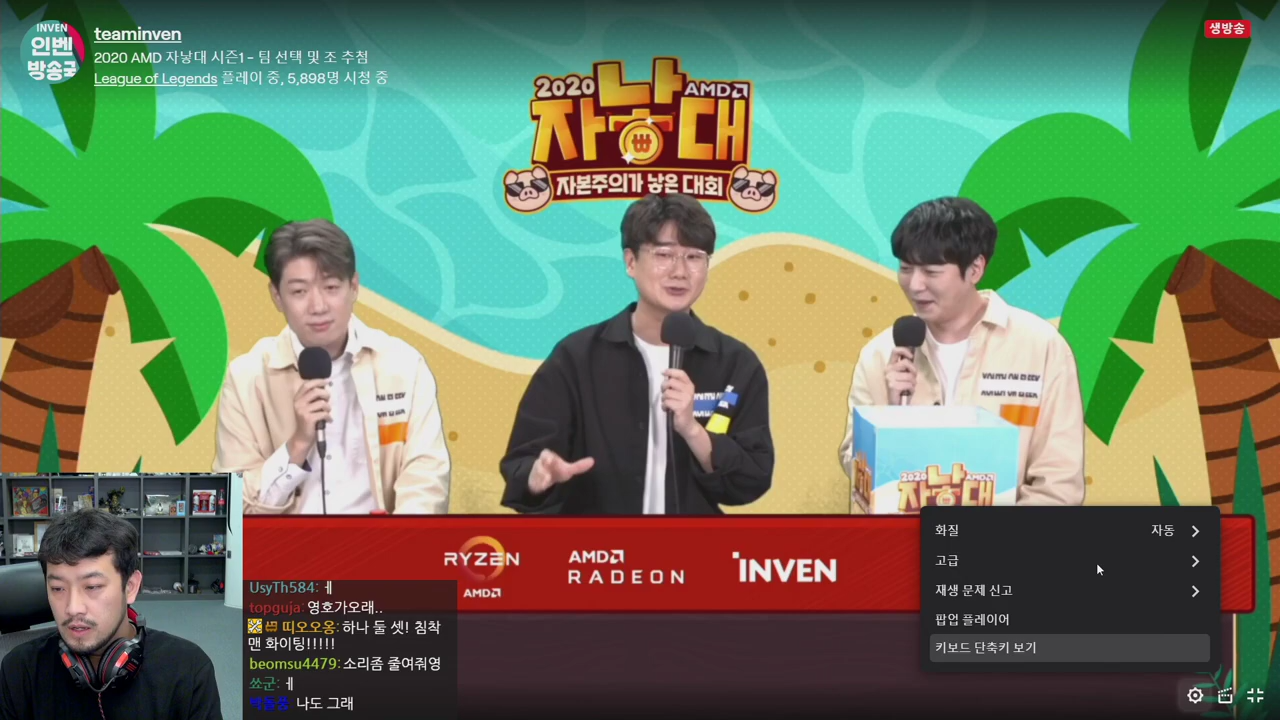 INVEN
인벤
방송국
teaminven
2020 AMD 자낳대 시즌1 - 팀 선택 및 조 추첨
League of Legends 플레이 중, 5,898명 시청 중
생방송
2020 자낳대 AMD
자본주의가 낳은 대회
2020 자낳대 AMD
RYZEN
AMD
AMD
RADEON
INVEN
화질 자동
고급
재생 문제 신고
팝업 플레이어
키보드 단축키 보기
UsyTh584: ㅔ
topguja: 영호가오래..
띠오오옹: 하나 둘 셋! 침착
맨 화이팅!!!!!
beomsu4479: 소리좀 줄여줘영
쑈군: ㅔ
나도 그래